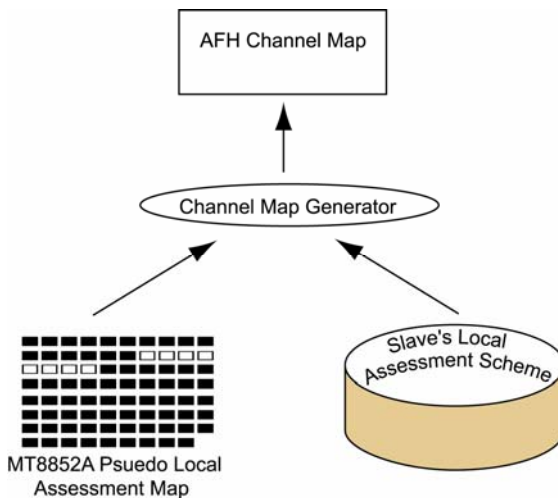 AFH Channel Map
Channel Map Generator
Slave's Local
Assessment Scheme
MT8852A Psuedo Local
Assessment Map